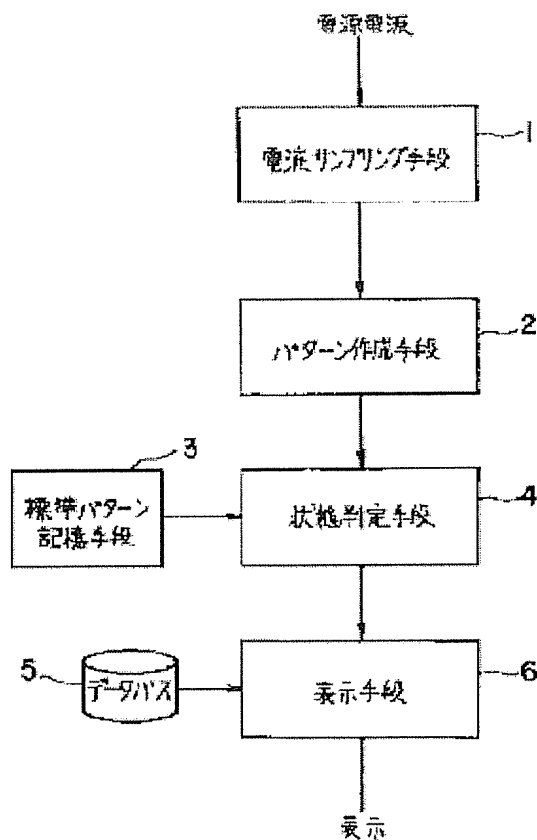 電源電流
1
電流サンプリング手段
2
パターン作成手段
3
標準パターン
記憶手段
4
状態判定手段
5
データバス
6
表示手段
表示